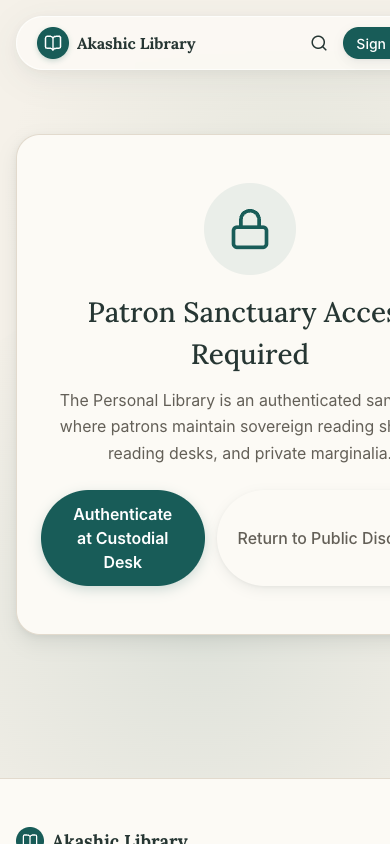 Akashic Library
Sign
Patron Sanctuary Acces
Required
The Personal Library is an authenticated san
where patrons maintain sovereign reading sh
reading desks, and private marginalia.
Authenticate
at Custodial
Desk
Return to Public Disc
Akashic Library